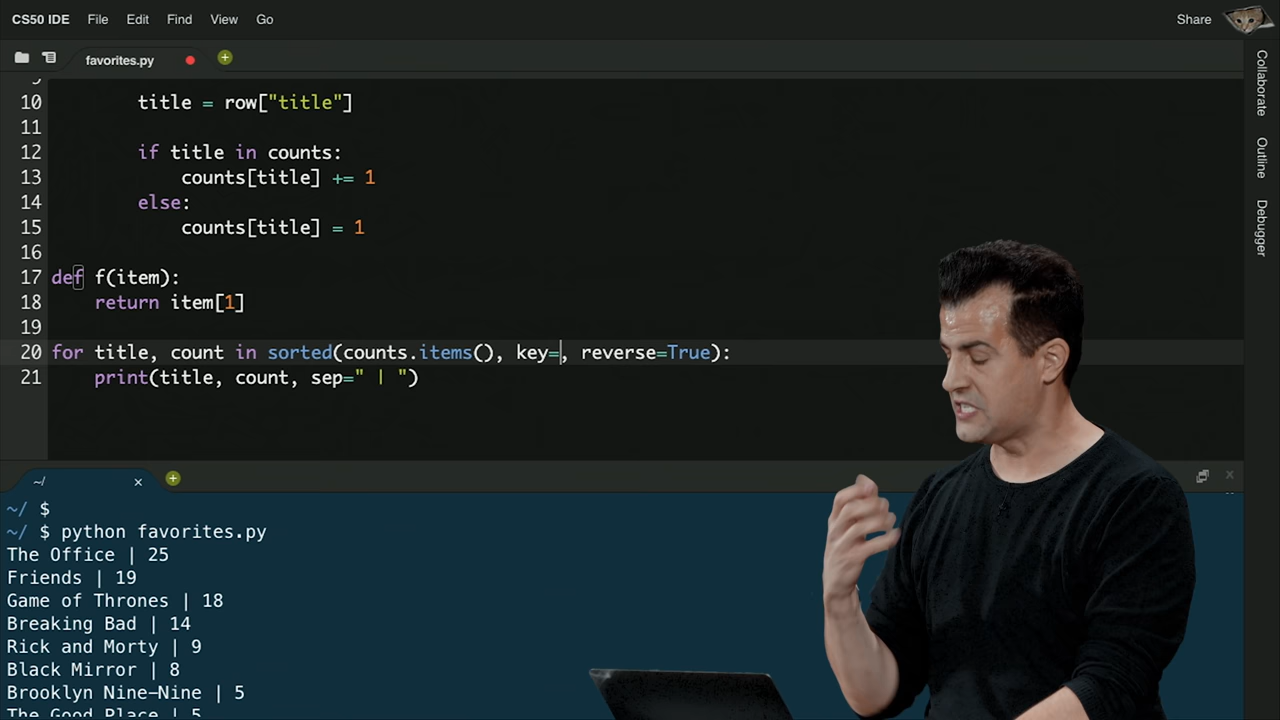 CS50 IDE File Edit Find View Go Share
favorites.py
10 title = row["title"]
11
12 if title in counts:
13 counts[title] += 1
14 else:
15 counts[title] = 1
16
17 def f(item):
18 return item[1]
19
20 for title, count in sorted(counts.items(), key=, reverse=True):
21 print(title, count, sep=" | ")
Collaborate
Outline
Debugger
~/
~/ $
~/ $ python favorites.py
The Office | 25
Friends | 19
Game of Thrones | 18
Breaking Bad | 14
Rick and Morty | 9
Black Mirror | 8
Brooklyn Nine-Nine | 5
The Good Place | 5